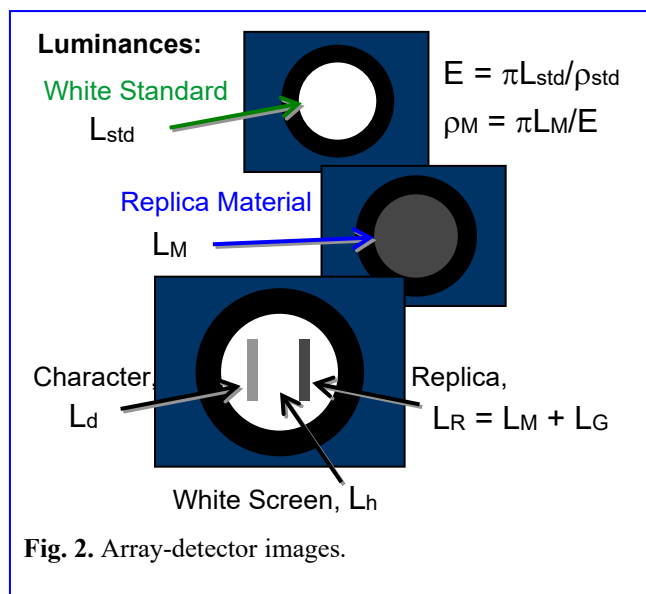 Luminances:
White Standard
Lstd
E = πLstd/ρstd
ρM = πLM/E
Replica Material
LM
Character,
Ld
Replica,
LR = LM + LG
White Screen, Lh
Fig. 2. Array-detector images.